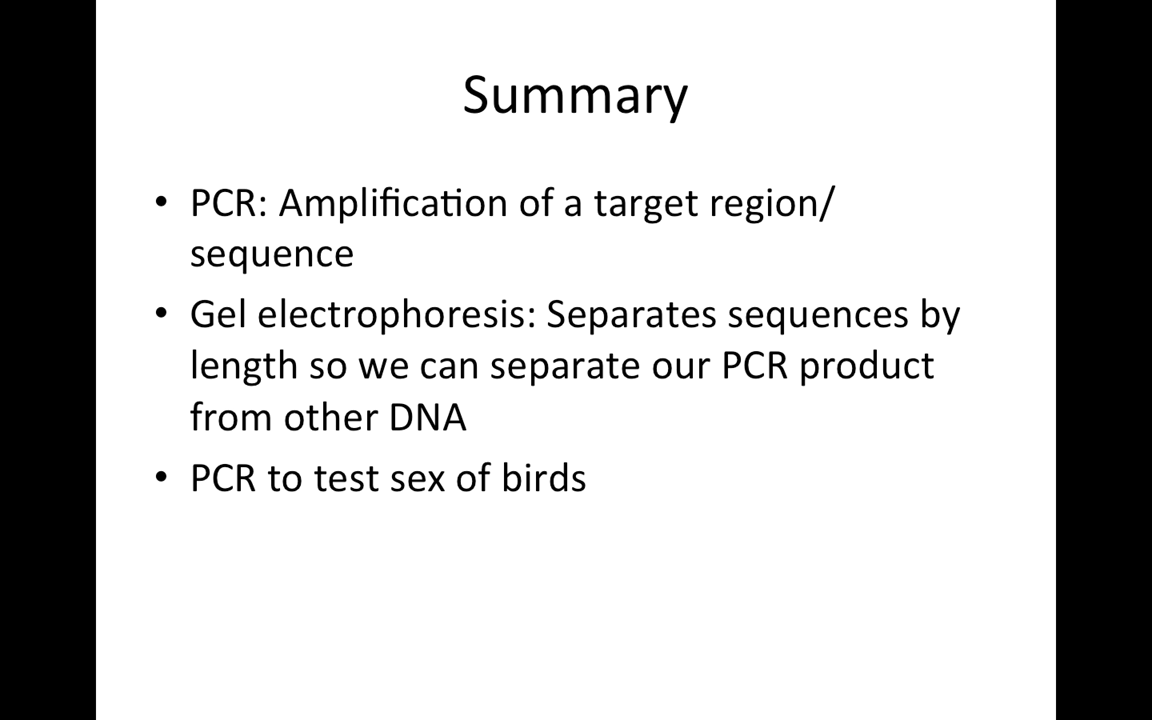 Summary
• PCR: Amplification of a target region/
sequence
• Gel electrophoresis: Separates sequences by
length so we can separate our PCR product
from other DNA
• PCR to test sex of birds